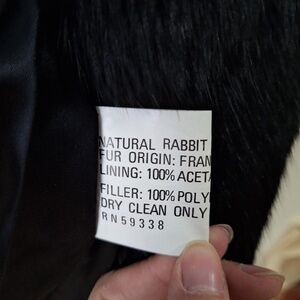 NATURAL RABBIT
FUR ORIGIN: FRAN
LINING: 100% ACETA
FILLER: 100% POLY
DRY CLEAN ONLY
RN59338